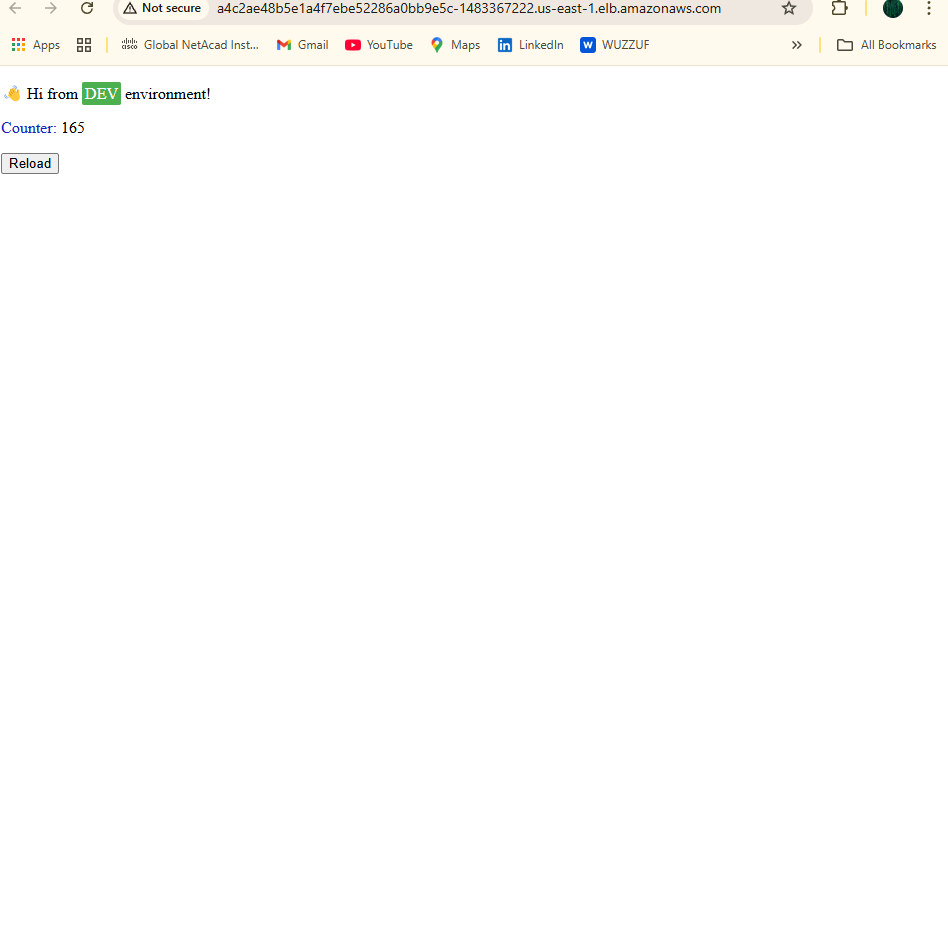 Not secure a4c2ae48b5e1a4f7ebe52286a0bb9e5c-1483367222.us-east-1.elb.amazonaws.com
Apps Global NetAcad Inst... Gmail YouTube Maps LinkedIn WUZZUF » All Bookmarks
👋 Hi from DEV environment!
Counter: 165
Reload